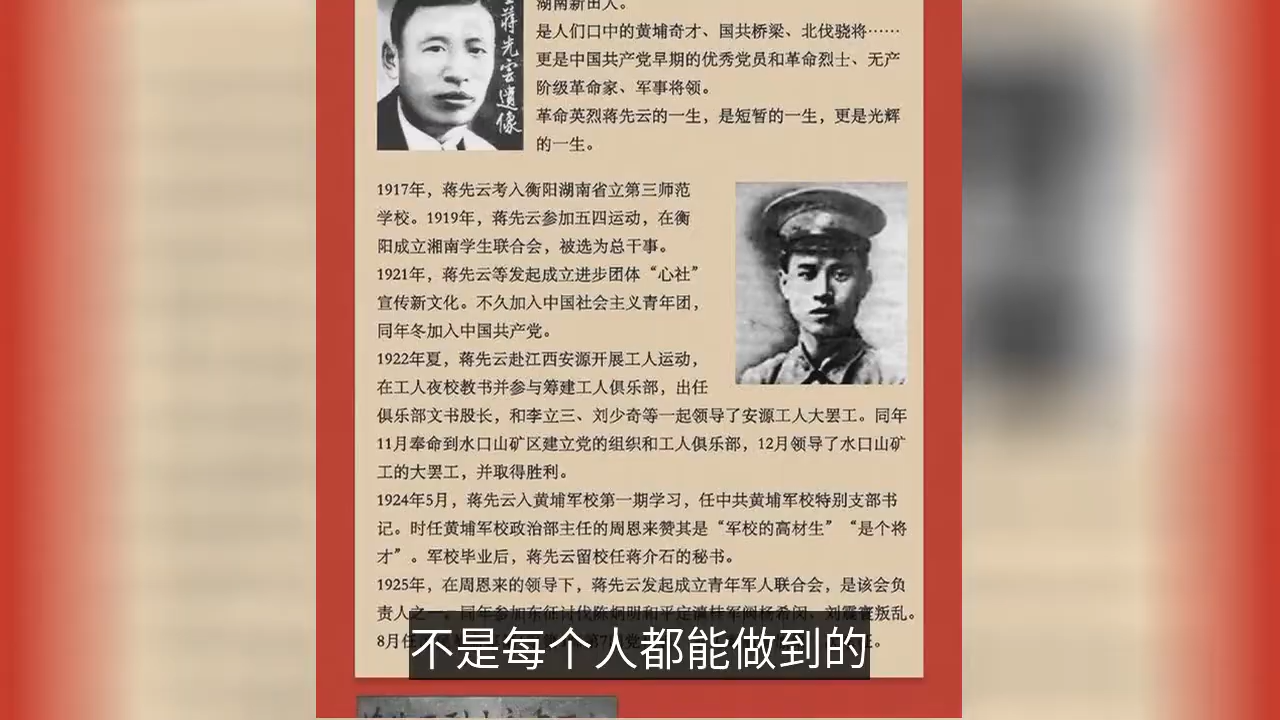 蒋先雲遺像
湖南新田人。
是人们口中的黄埔奇才、国共桥梁、北伐骁将……
更是中国共产党早期的优秀党员和革命烈士、无产
阶级革命家、军事将领。
革命英烈蒋先云的一生，是短暂的一生，更是光辉
的一生。
1917年，蒋先云考入衡阳湖南省立第三师范
学校。1919年，蒋先云参加五四运动，在衡
阳成立湘南学生联合会，被选为总干事。
1921年，蒋先云等发起成立进步团体“心社”
宣传新文化。不久加入中国社会主义青年团，
同年冬加入中国共产党。
1922年夏，蒋先云赴江西安源开展工人运动，
在工人夜校教书并参与筹建工人俱乐部，出任
俱乐部文书股长，和李立三、刘少奇等一起领导了安源工人大罢工。同年
11月奉命到水口山矿区建立党的组织和工人俱乐部，12月领导了水口山矿
工的大罢工，并取得胜利。
1924年5月，蒋先云入黄埔军校第一期学习，任中共黄埔军校特别支部书
记。时任黄埔军校政治部主任的周恩来赞其是“军校的高材生”“是个将
才”。军校毕业后，蒋先云留校任蒋介石的秘书。
1925年，在周恩来的领导下，蒋先云发起成立青年军人联合会，是该会负
责人之一。同年参加东征讨伐陈炯明和平定滇桂军阀杨希闵、刘震寰叛乱。
8月任
不是每个人都能做到的